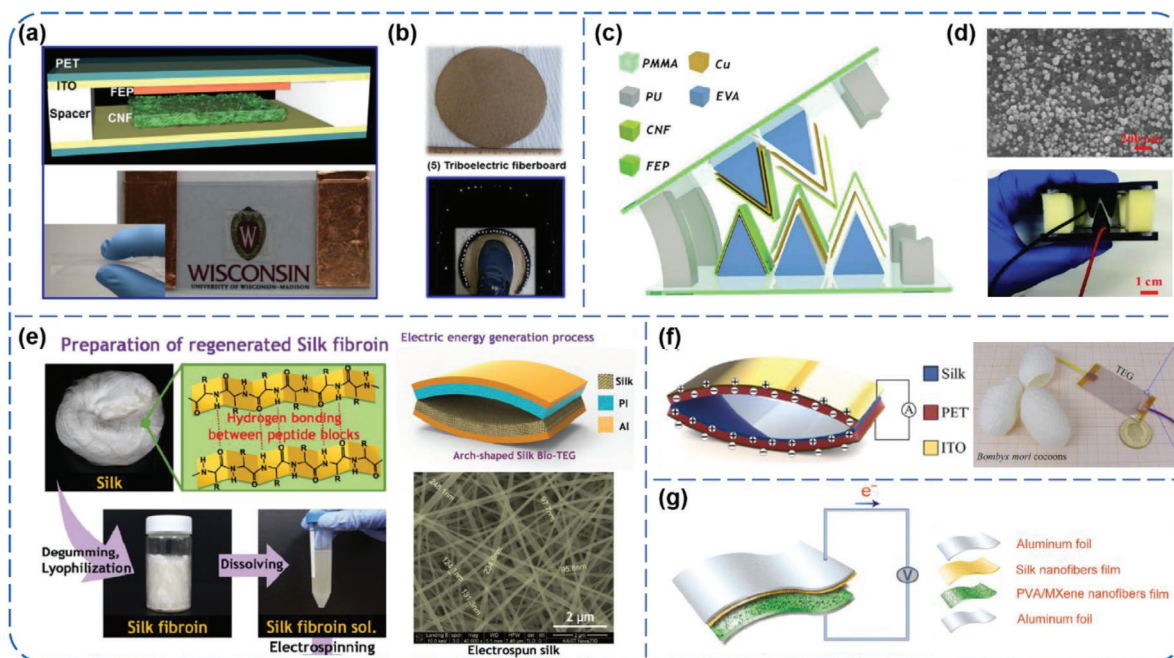 (a)
PET
ITO
FEP
Spacer
CNF
W
WISCONSIN
UNIVERSITY OF WISCONSIN-MADISON
(b)
(5) Triboelectric fiberboard
(c)
PMMA
Cu
PU
EVA
CNF
FEP
(d)
200 nm
1 cm
(e)
Preparation of regenerated Silk fibroin
Hydrogen bonding
between peptide blocks
Silk
Degumming,
Lyophilization
Dissolving
Silk fibroin
Silk fibroin sol.
Electrospinning
Electric energy generation process
Silk
PI
Al
Arch-shaped Silk Bio-TEG
2 μm
Electrospun silk
(f)
A
Silk
PET
ITO
TEG
Bombyx mori cocoons
(g)
e⁻
V
Aluminum foil
Silk nanofibers film
PVA/MXene nanofibers film
Aluminum foil